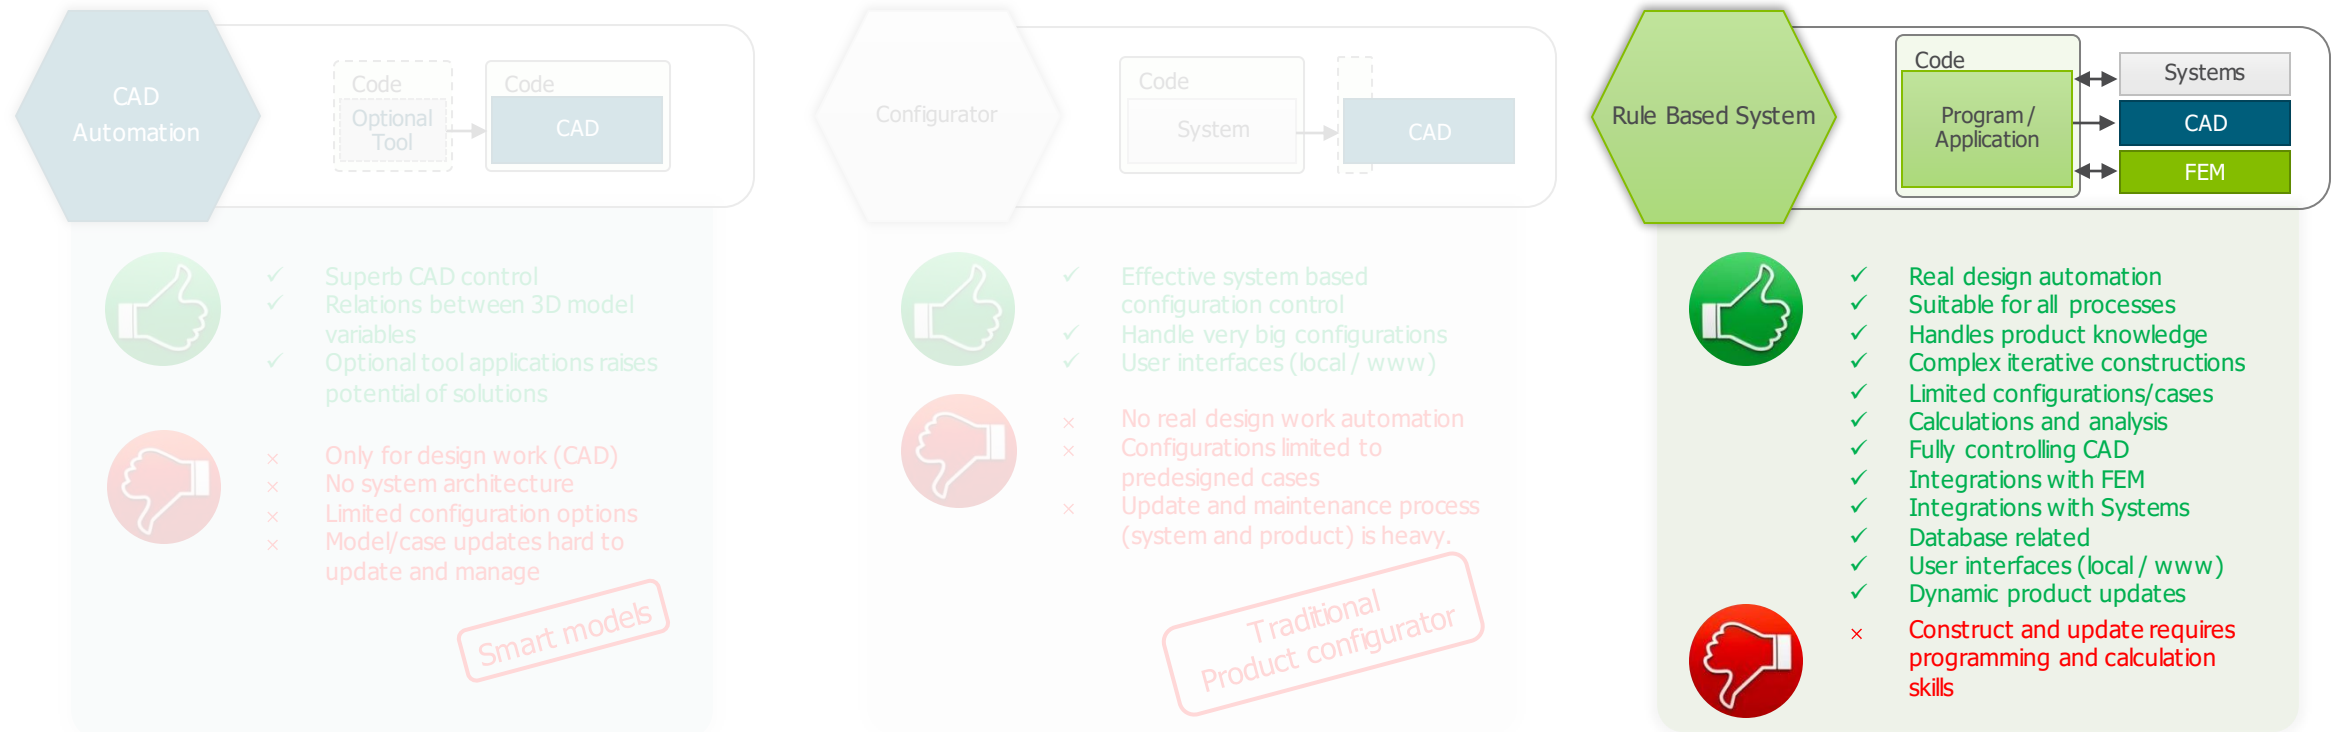 CAD
Automation
Code
Optional
Tool
Code
CAD
✓ Superb CAD control
✓ Relations between 3D model
variables
✓ Optional tool applications raises
potential of solutions
× Only for design work (CAD)
× No system architecture
× Limited configuration options
× Model/case updates hard to
update and manage
Smart models
Configurator
Code
System
CAD
✓ Effective system based
configuration control
✓ Handle very big configurations
✓ User interfaces (local / www)
× No real design work automation
× Configurations limited to
predesigned cases
× Update and maintenance process
(system and product) is heavy.
Traditional
Product configurator
Rule Based System
Code
Program /
Application
Systems
CAD
FEM
✓ Real design automation
✓ Suitable for all processes
✓ Handles product knowledge
✓ Complex iterative constructions
✓ Limited configurations/cases
✓ Calculations and analysis
✓ Fully controlling CAD
✓ Integrations with FEM
✓ Integrations with Systems
✓ Database related
✓ User interfaces (local / www)
✓ Dynamic product updates
× Construct and update requires
programming and calculation
skills